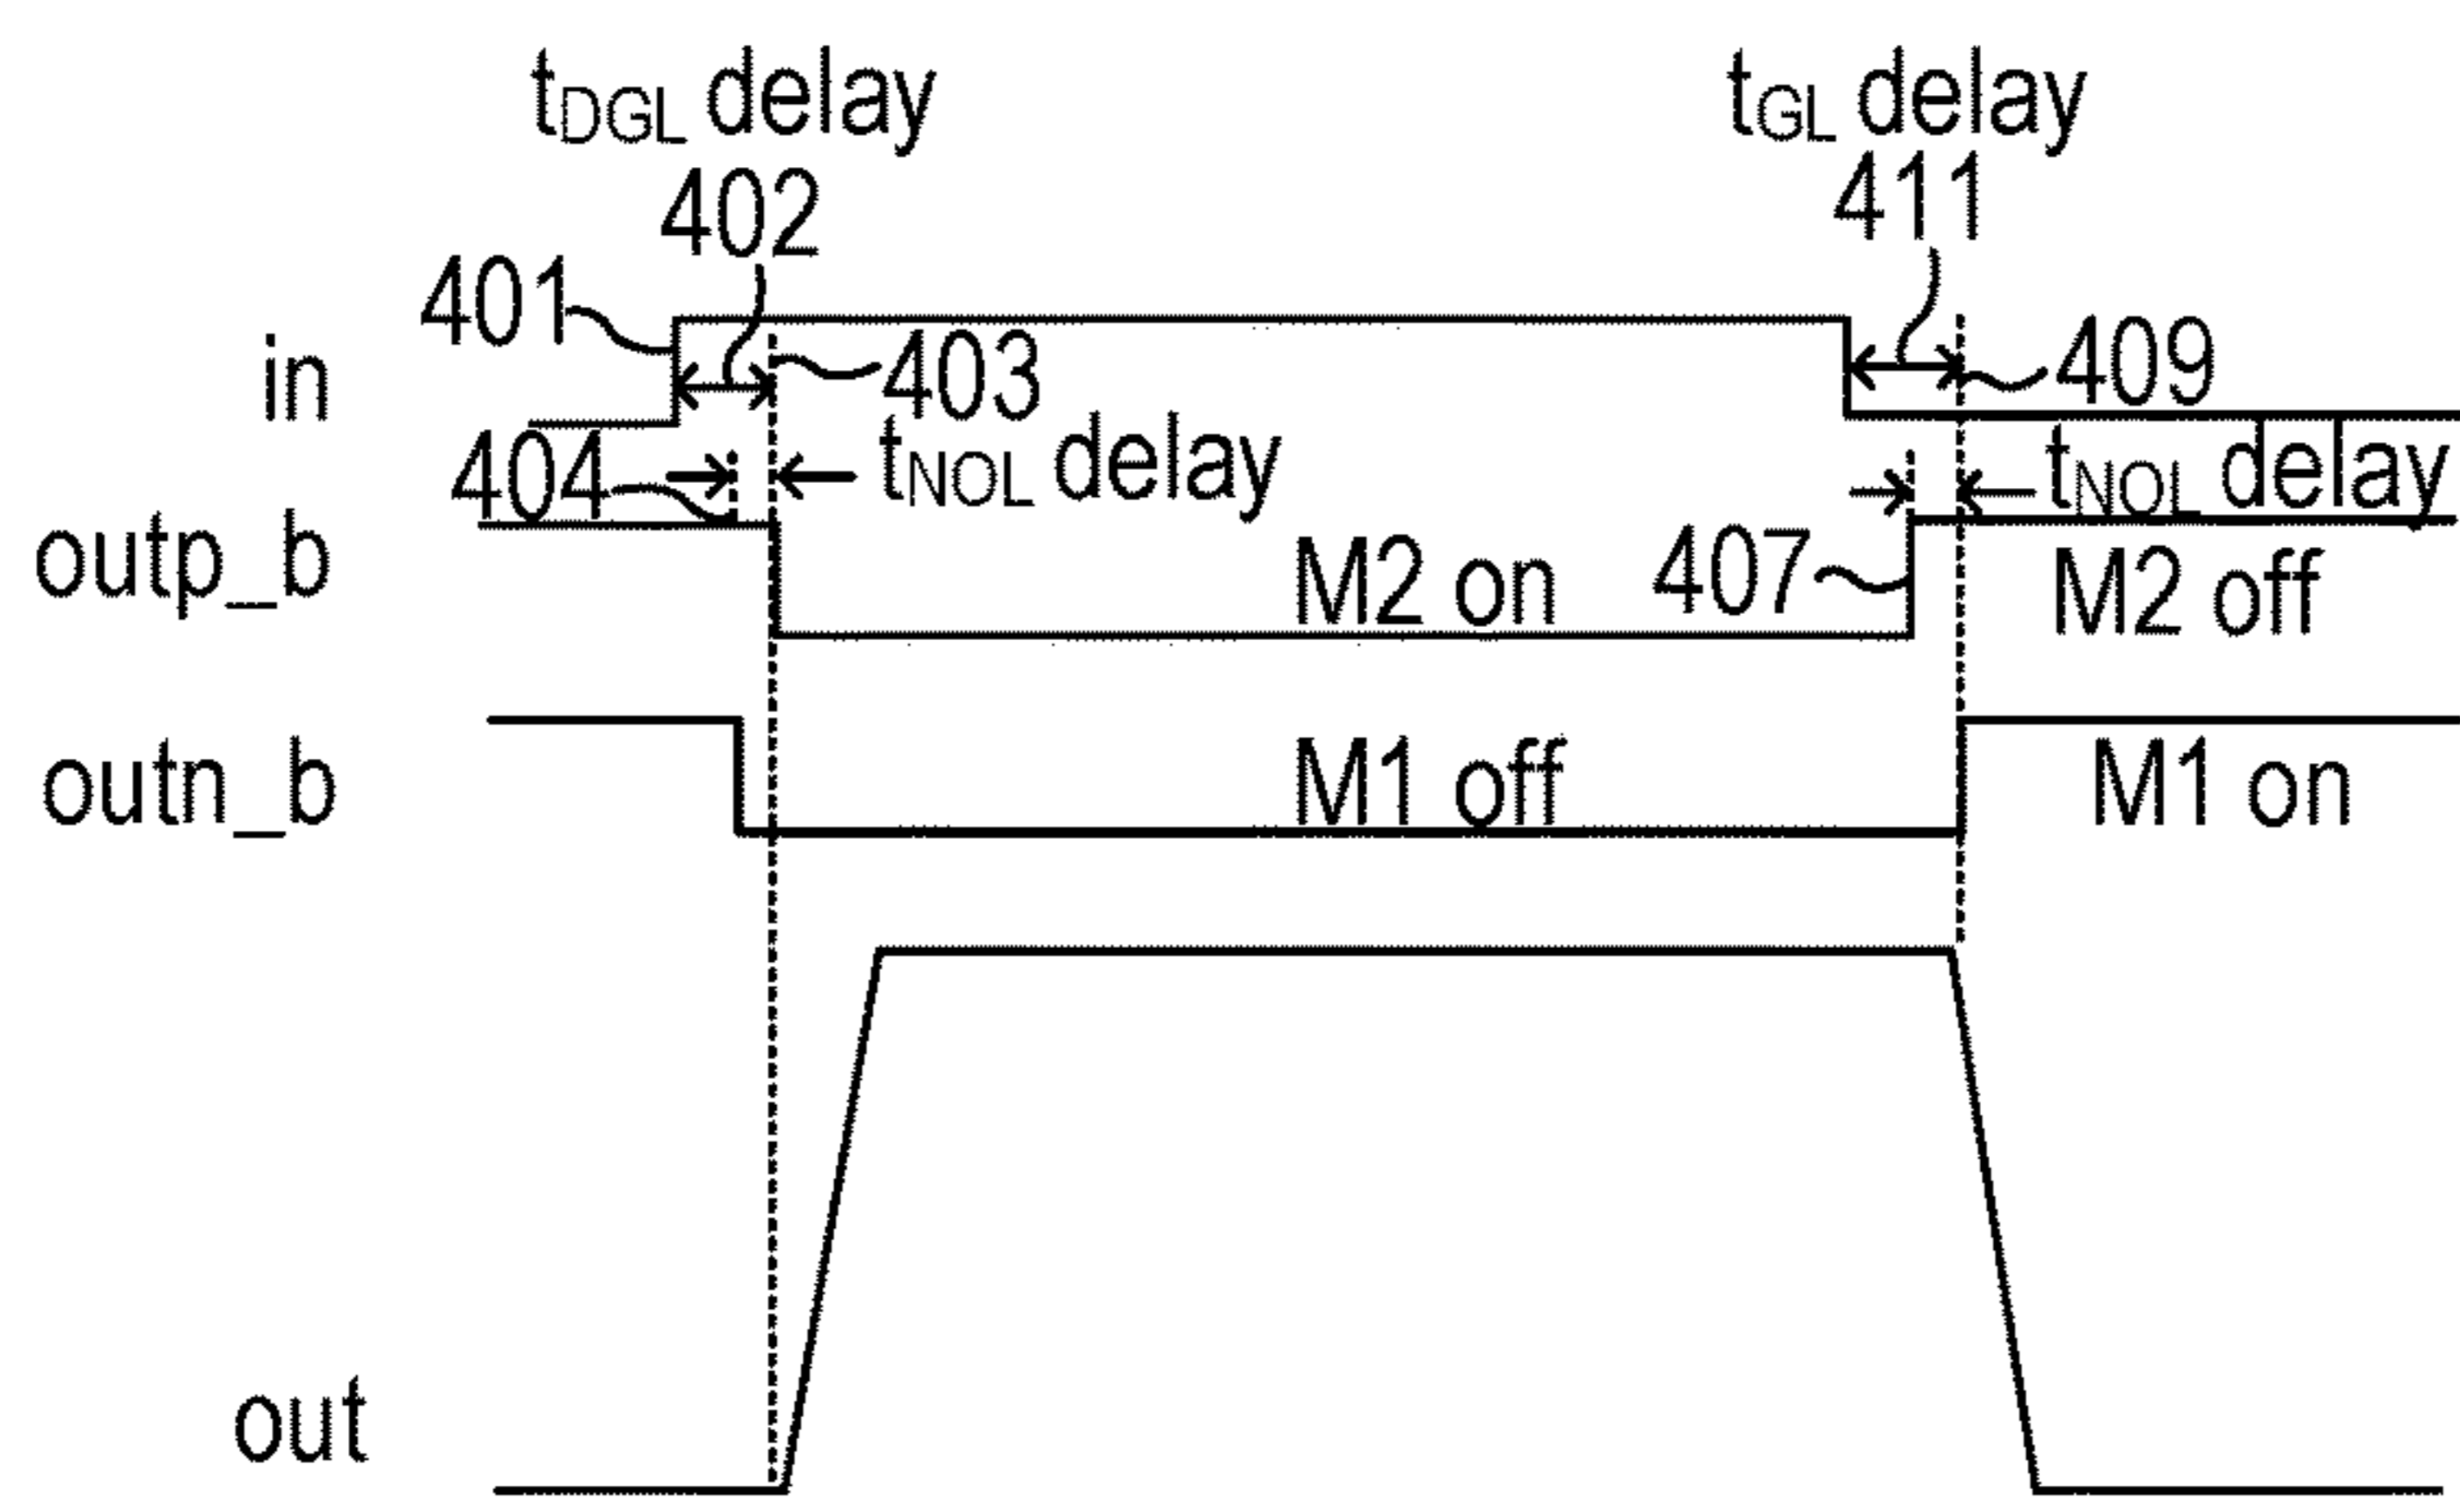 tDGL delay
402
tGL delay
411
401
in
403
409
404
tNOL delay
tNOL delay
outp_b
M2 on
407
M2 off
outn_b
M1 off
M1 on
out